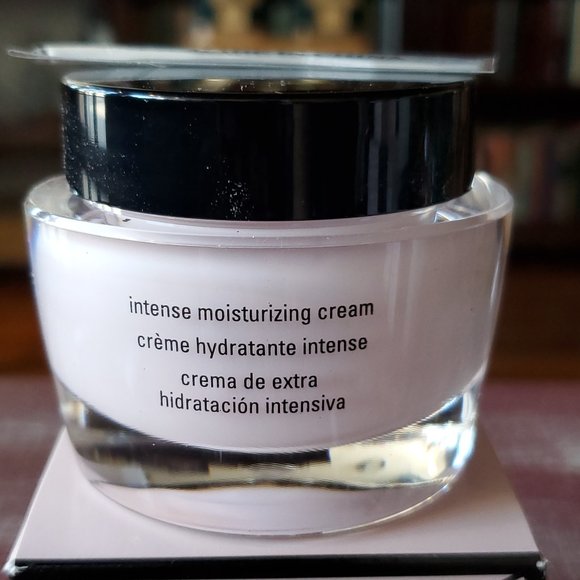 intense moisturizing cream
crème hydratante intense
crema de extra
hidratación intensiva